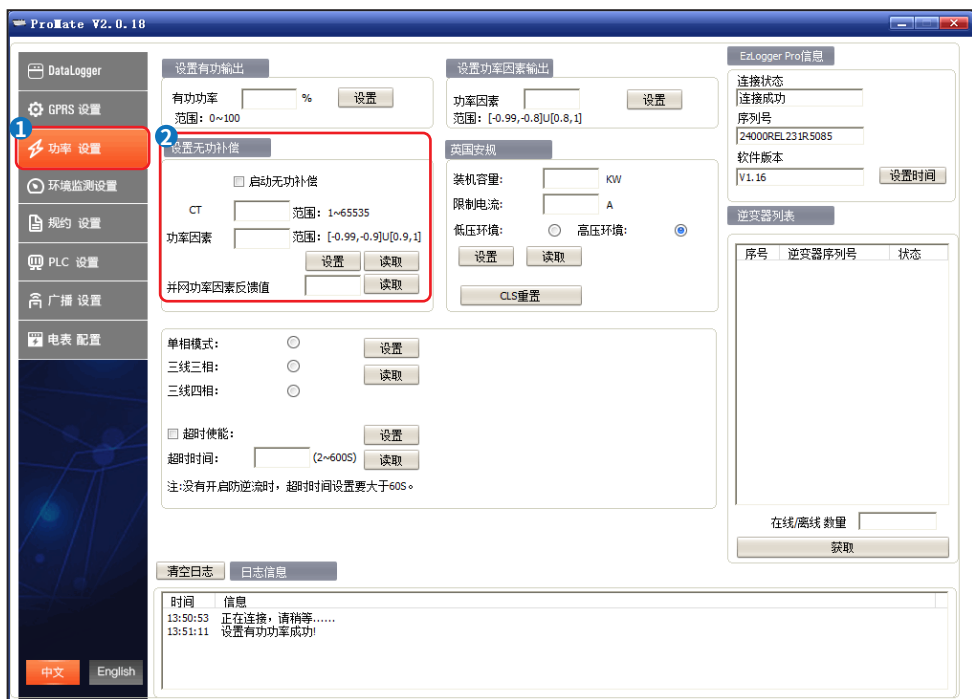 ProMate V2.0.18
DataLogger
GPRS 设置
1
功率 设置
环境监测设置
规约 设置
PLC 设置
广播 设置
电表 配置
中文
English
设置有功输出
有功功率 % 设置
范围: 0~100
设置功率因素输出
功率因素 设置
范围: [-0.99,-0.8]U[0.8,1]
2
设置无功补偿
启动无功补偿
CT 范围: 1~65535
功率因素 范围: [-0.99,-0.9]U[0.9,1]
设置 读取
并网功率因素反馈值 读取
英国安规
装机容量: KW
限制电流: A
低压环境: 高压环境:
设置 读取
CLS重置
单相模式: 设置
三线三相: 读取
三线四相:
超时使能: 设置
超时时间: (2~600S) 读取
注:没有开启防逆流时，超时时间设置要大于60S。
EzLogger Pro信息
连接状态
连接成功
序列号
24000REL231R5085
软件版本
V1.16 设置时间
逆变器列表
序号 逆变器序列号 状态
在线/离线 数量
获取
清空日志 日志信息
时间 信息
13:50:53 正在连接，请稍等......
13:51:11 设置有功功率成功!